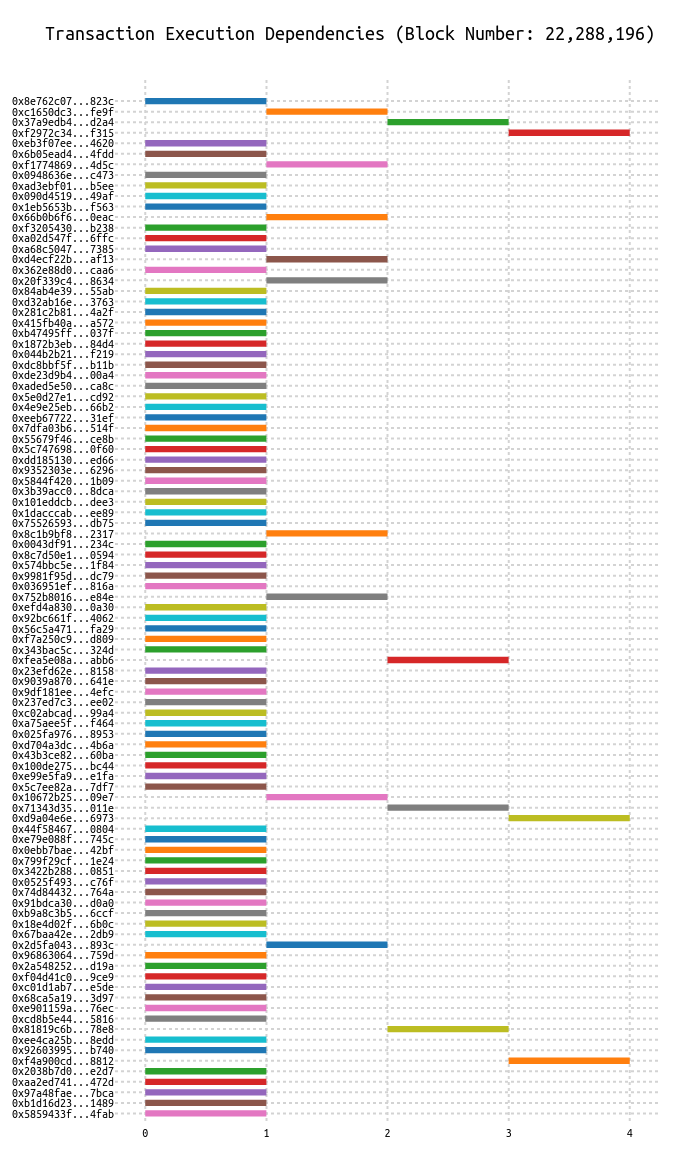 Transaction Execution Dependencies (Block Number: 22,288,196)
0x8e762c07...823c
0xc1650dc3...fe9f
0x37a9edb4...d2a4
0xf2972c34...f315
0xeb3f07ee...4620
0x6b05ead4...4fdd
0xf1774869...4d5c
0x0948636e...c473
0xad3ebf01...b5ee
0x090d4519...49af
0x1eb5653b...f563
0x66b0b6f6...0eac
0xf3205430...b238
0xa02d547f...6ffc
0xa68c5047...7385
0xd4ecf22b...af13
0x362e88d0...caa6
0x20f339c4...8634
0x84ab4e39...55ab
0xd32ab16e...3763
0x281c2b81...4a2f
0x415fb40a...a572
0xb47495ff...037f
0x1872b3eb...84d4
0x044b2b21...f219
0xdc8bbf5f...b11b
0xde23d9b4...00a4
0xaded5e50...ca8c
0x5e0d27e1...cd92
0x4e9e25eb...66b2
0xeeb67722...31ef
0x7dfa03b6...514f
0x55679f46...ce8b
0x5c747698...0f60
0xdd185130...ed66
0x9352303e...6296
0x5844f420...1b09
0x3b39acc0...8dca
0x101eddcb...dee3
0x1dacccab...ee89
0x75526593...db75
0x8c1b9bf8...2317
0x0043df91...234c
0x8c7d50e1...0594
0x574bbc5e...1f84
0x9981f95d...dc79
0x036951ef...816a
0x752b8016...e84e
0xefd4a830...0a30
0x92bc661f...4062
0x56c5a471...fa29
0xf7a250c9...d809
0x343bac5c...324d
0xfea5e08a...abb6
0x23efd62e...8158
0x9039a870...641e
0x9df181ee...4efc
0x237ed7c3...ee02
0xc02abcad...99a4
0xa75aee5f...f464
0x025fa976...8953
0xd704a3dc...4b6a
0x43b3ce82...60ba
0x100de275...bc44
0xe99e5fa9...e1fa
0x5c7ee82a...7df7
0x10672b25...09e7
0x71343d35...011e
0xd9a04e6e...6973
0x44f58467...0804
0xe79e088f...745c
0x0ebb7bae...42bf
0x799f29cf...1e24
0x3422b288...0851
0x0525f493...c76f
0x74d84432...764a
0x91bdca30...d0a0
0xb9a8c3b5...6ccf
0x18e4d02f...6b0c
0x67baa42e...2db9
0x2d5fa043...893c
0x96863064...759d
0x2a548252...d19a
0xf04d41c0...9ce9
0xc01d1ab7...e5de
0x68ca5a19...3d97
0xe901159a...76ec
0xcd8b5e44...5816
0x81819c6b...78e8
0xee4ca25b...8edd
0x92603995...b740
0xf4a900cd...8812
0x2038b7d0...e2d7
0xaa2ed741...472d
0x97a48fae...7bca
0xb1d16d23...1489
0x5859433f...4fab
0 1 2 3 4